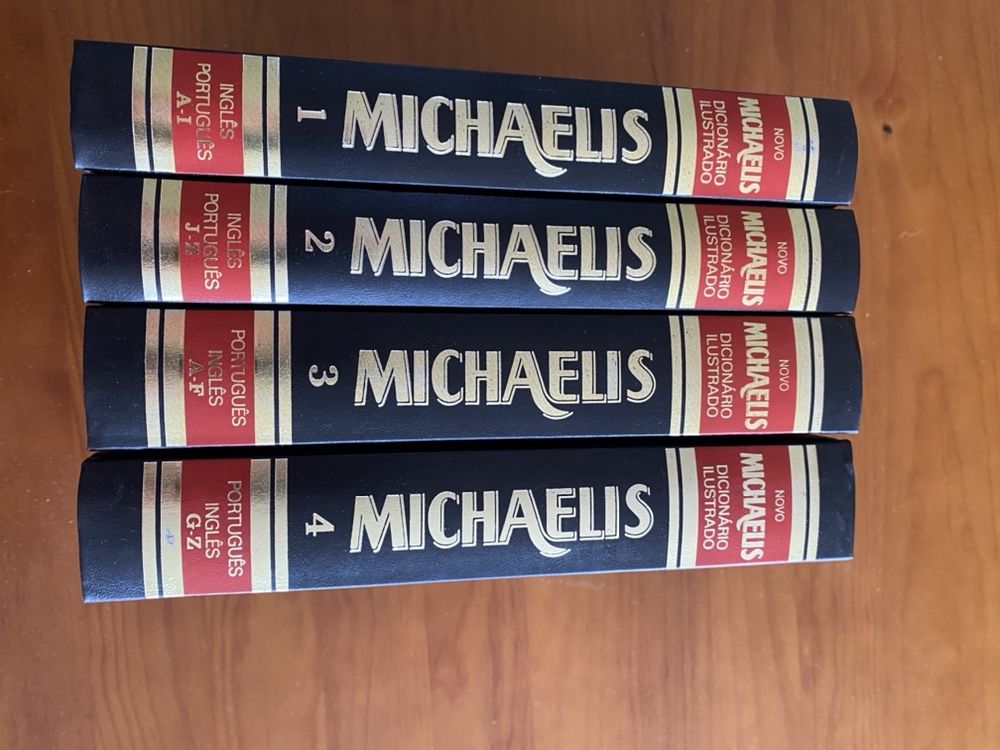 NOVO
MICHAELIS
DICIONÁRIO
ILUSTRADO
MICHAELIS
1
INGLÊS
PORTUGUÊS
A-I
NOVO
MICHAELIS
DICIONÁRIO
ILUSTRADO
MICHAELIS
2
INGLÊS
PORTUGUÊS
J-Z
NOVO
MICHAELIS
DICIONÁRIO
ILUSTRADO
MICHAELIS
3
PORTUGUÊS
INGLÊS
A-F
NOVO
MICHAELIS
DICIONÁRIO
ILUSTRADO
MICHAELIS
4
PORTUGUÊS
INGLÊS
G-Z